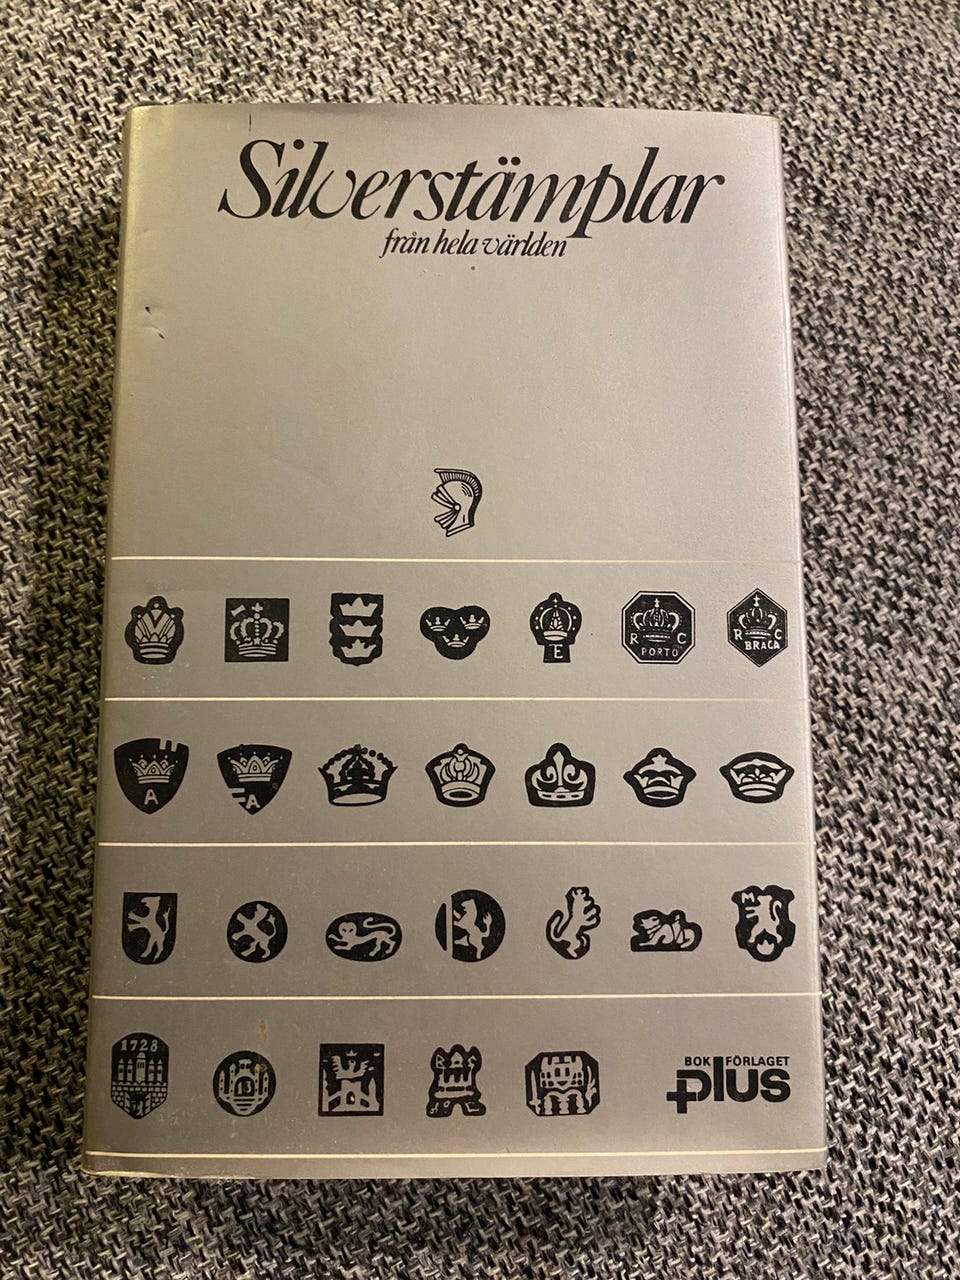 Silverstämplar
från hela världen
E
R C
PORTO
R C
BRAGA
A
A
M
1728
13
BOK FÖRLAGET
plus